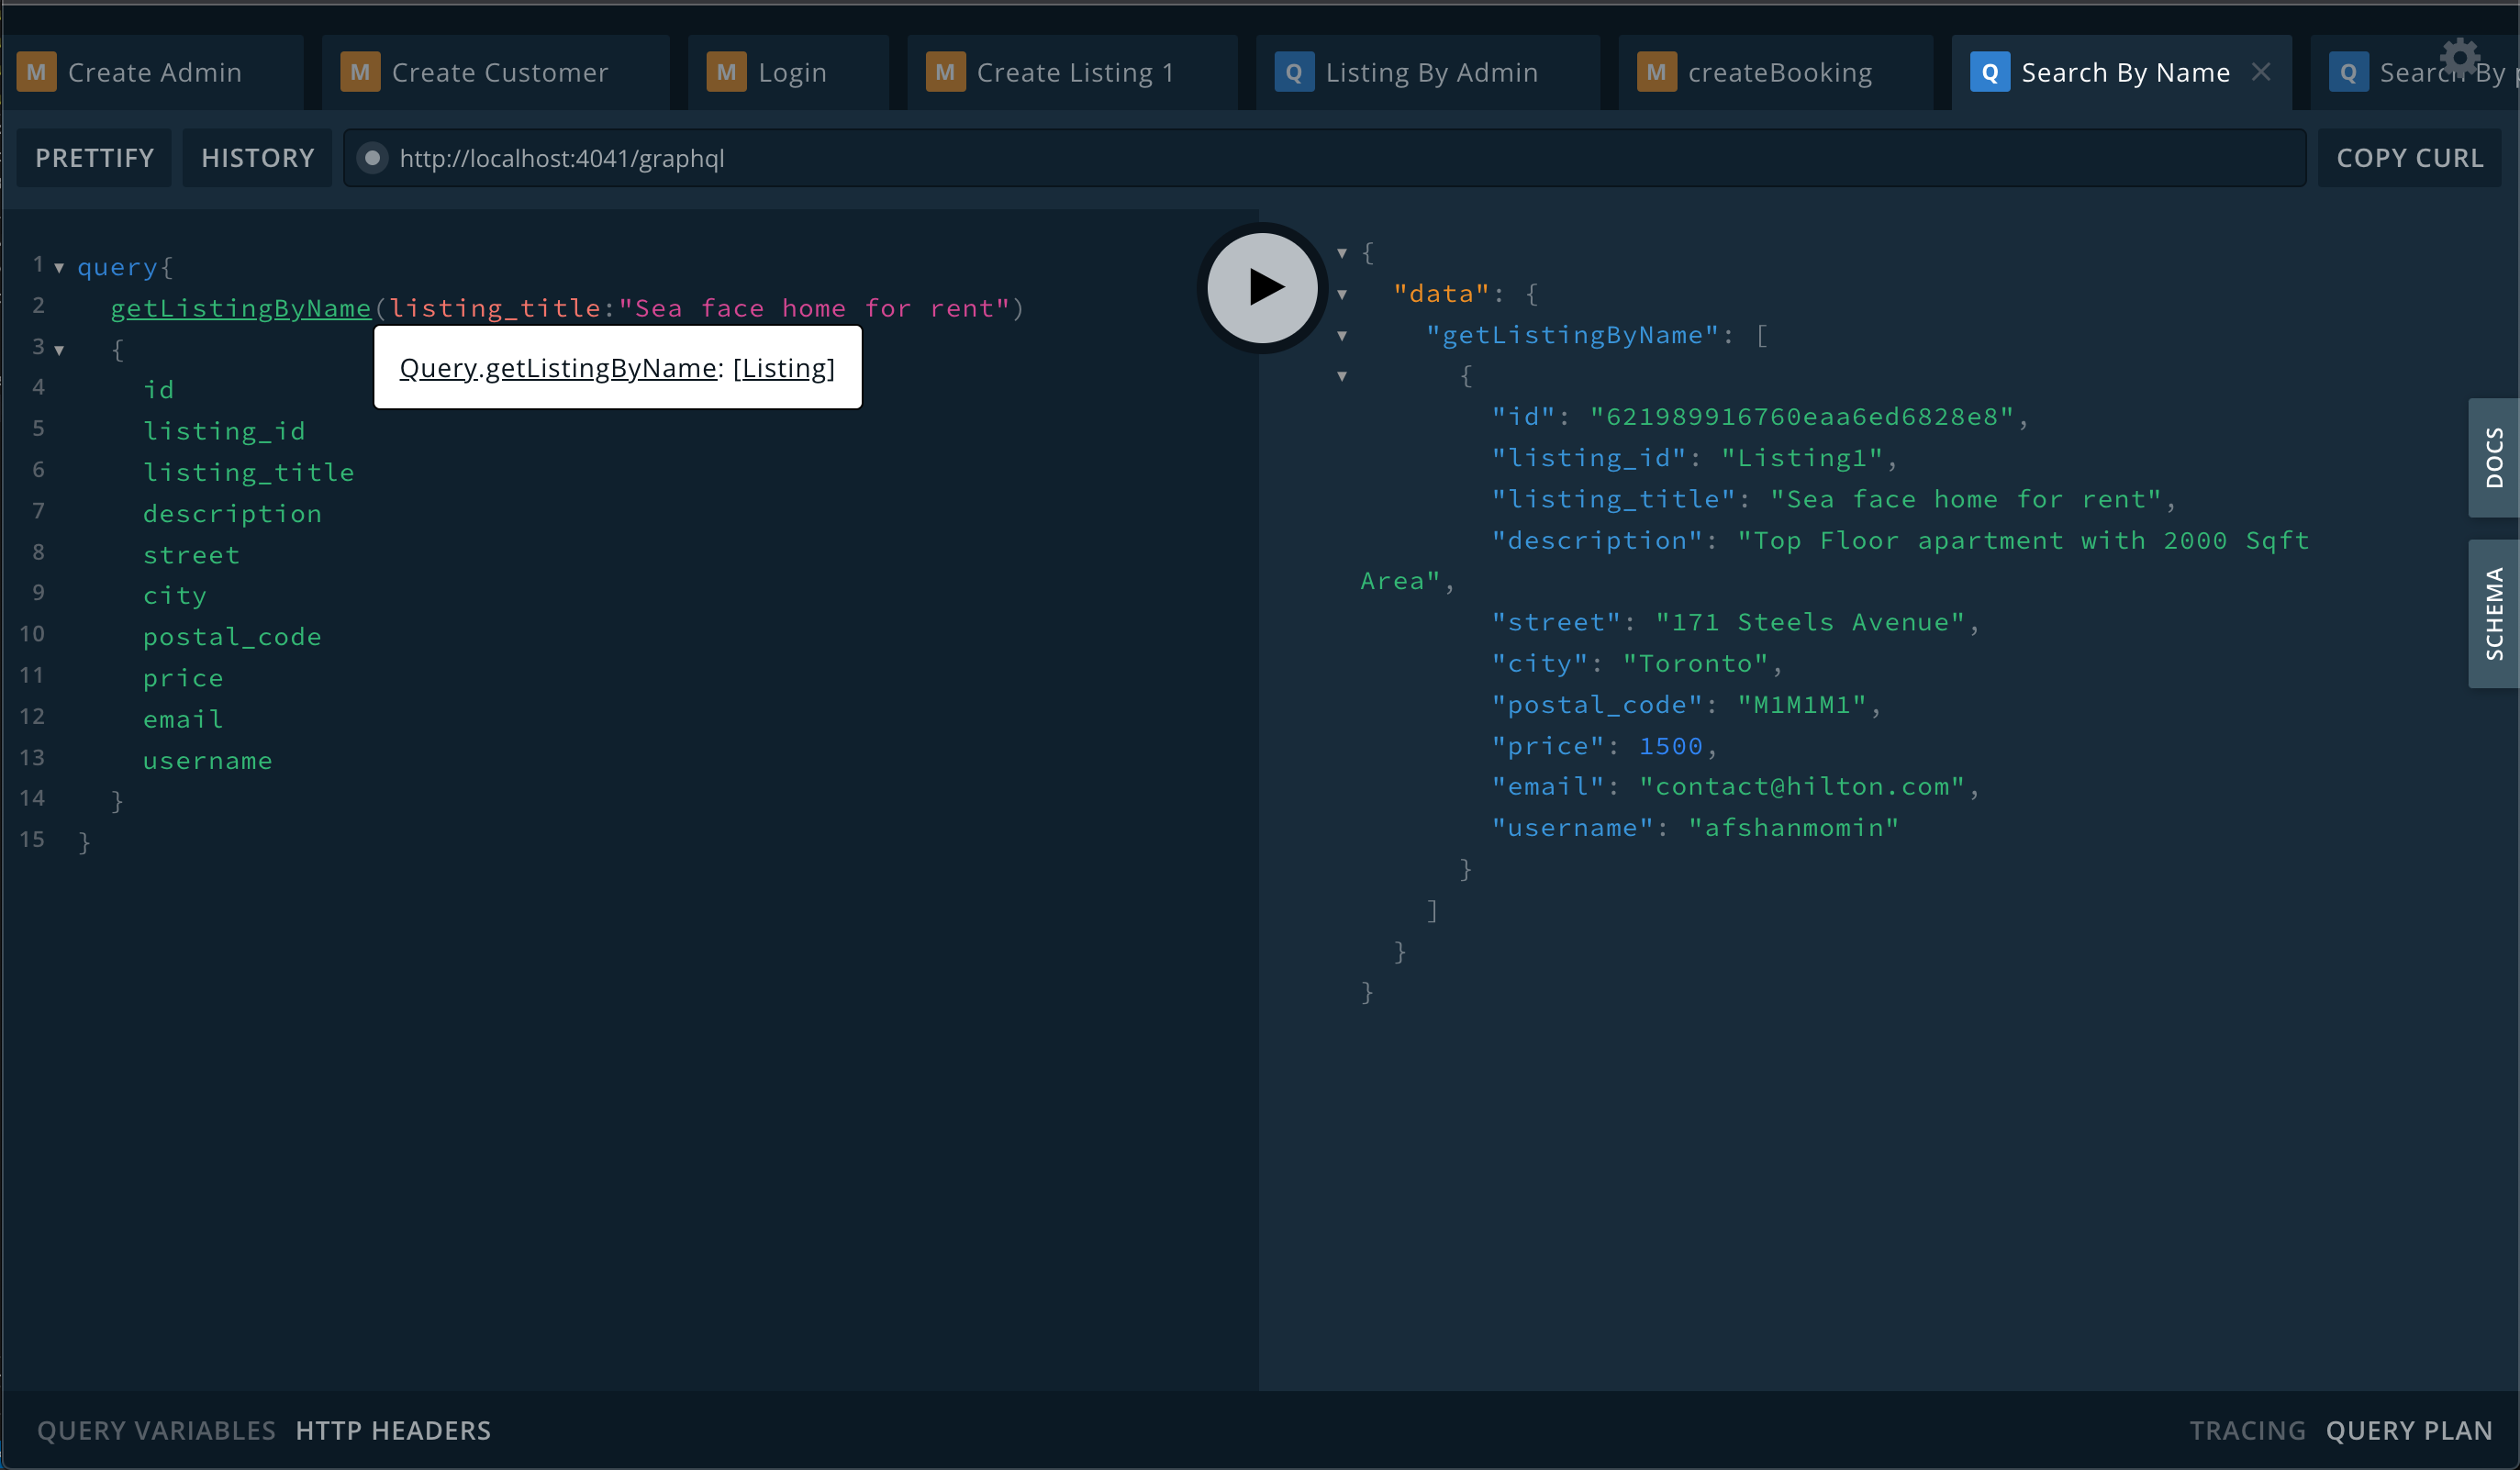 M Create Admin M Create Customer M Login M Create Listing 1 Q Listing By Admin M createBooking Q Search By Name Q Search By
PRETTIFY HISTORY http://localhost:4041/graphql COPY CURL
1 query{
2 getListingByName(listing_title:"Sea face home for rent")
Query.getListingByName: [Listing]
3 {
4 id
5 listing_id
6 listing_title
7 description
8 street
9 city
10 postal_code
11 price
12 email
13 username
14 }
15 }
{
"data": {
"getListingByName": [
{
"id": "621989916760eaa6ed6828e8",
"listing_id": "Listing1",
"listing_title": "Sea face home for rent",
"description": "Top Floor apartment with 2000 Sqft
Area",
"street": "171 Steels Avenue",
"city": "Toronto",
"postal_code": "M1M1M1",
"price": 1500,
"email": "contact@hilton.com",
"username": "afshanmomin"
}
]
}
}
DOCS
SCHEMA
QUERY VARIABLES HTTP HEADERS TRACING QUERY PLAN